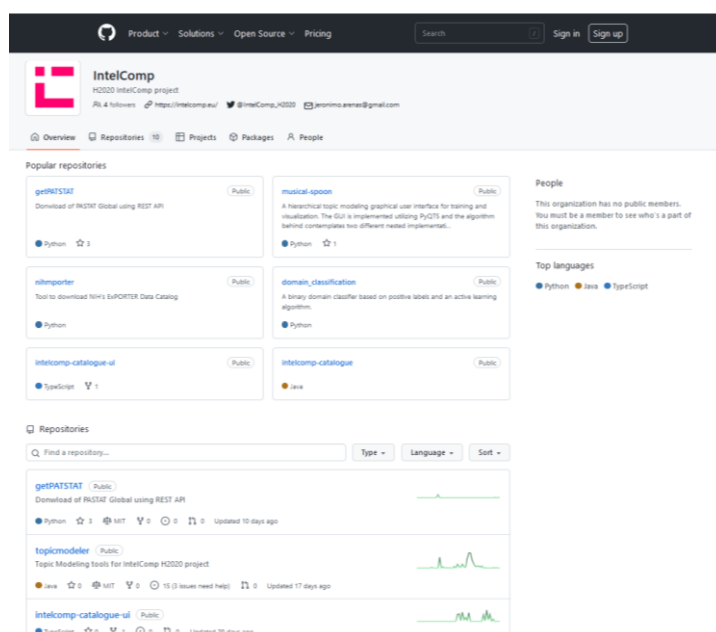 Product Solutions Open Source Pricing Search / Sign in Sign up
IntelComp
H2020 IntelComp project
4 followers https://intelcomp.eu/ @IntelComp_H2020 jeronimo.arenas@gmail.com
Overview Repositories 10 Projects Packages People
Popular repositories
getPATSTAT Public
Donwload of PASTAT Global using REST API
Python 3
musical-spoon Public
A hierarchical topic modeling graphical user interface for training and
visualization. The GUI is implemented utilizing PyQT5 and the algorithm
behind contemplates two different nested implementati...
Python 1
nihmporter Public
Tool to download NIH's ExPORTER Data Catalog
Python
domain_classification Public
A binary domain classifier based on positive labels and an active learning
algorithm.
Python
intelcomp-catalogue-ui Public
TypeScript 1
intelcomp-catalogue Public
Java
People
This organization has no public members.
You must be a member to see who's a part of
this organization.
Top languages
Python Java TypeScript
Repositories
Find a repository... Type Language Sort
getPATSTAT Public
Donwload of PASTAT Global using REST API
Python 3 MIT 0 0 0 Updated 10 days ago
topicmodeler Public
Topic Modeling tools for IntelComp H2020 project
Java 0 MIT 0 15 (3 issues need help) 0 Updated 17 days ago
intelcomp-catalogue-ui Public